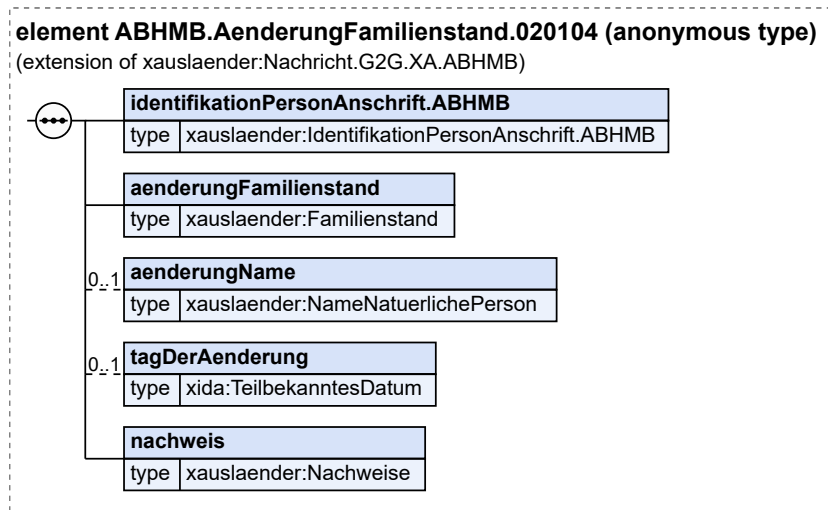 element ABHMB.AenderungFamilienstand.020104 (anonymous type)
(extension of xauslaender:Nachricht.G2G.XA.ABHMB)
identifikationPersonAnschrift.ABHMB
type xauslaender:IdentifikationPersonAnschrift.ABHMB
aenderungFamilienstand
type xauslaender:Familienstand
0..1 aenderungName
type xauslaender:NameNatuerlichePerson
0..1 tagDerAenderung
type xida:TeilbekanntesDatum
nachweis
type xauslaender:Nachweise